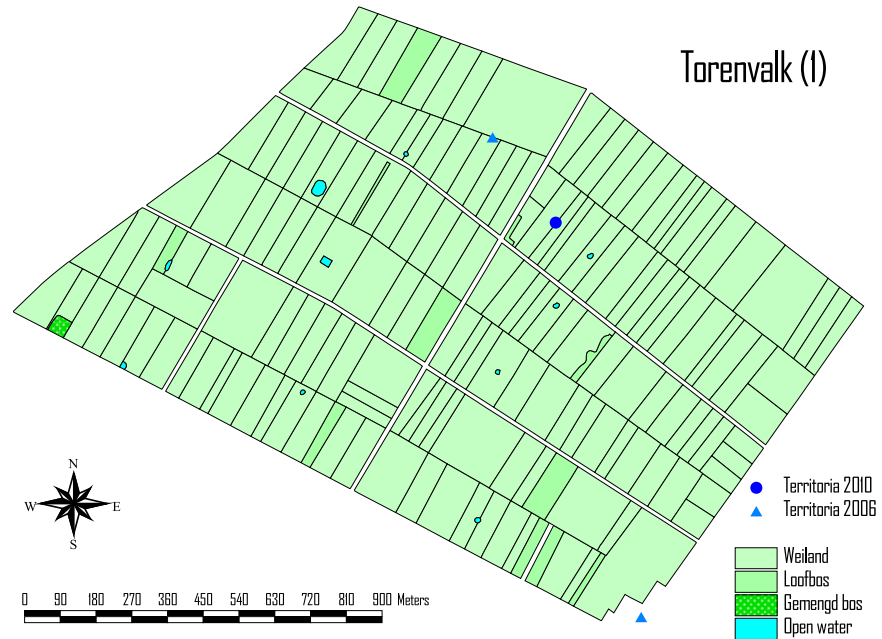 Torenvalk (1)
N
W E
S
Territoria 2010
Territoria 2006
Weiland
Loofbos
Gemengd bos
Open water
0 90 180 270 360 450 540 630 720 810 900 Meters